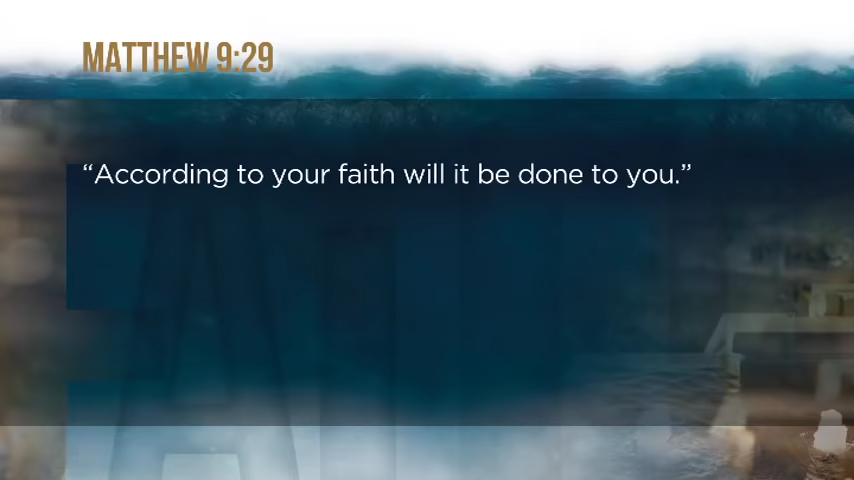 MATTHEW 9:29
“According to your faith will it be done to you.”